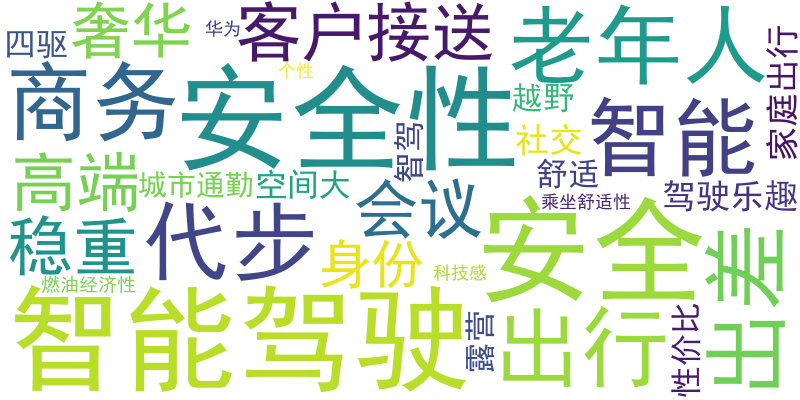 四驱
奢华
华为
客户接送
老年人
家庭出行
商务
安全性
个性
越野
智能
智驾
社交
高端
城市通勤
空间大
舒适
驾驶乐趣
乘坐舒适性
稳重
代步
会议
安全
出差
身份
科技感
燃油经济性
智能驾驶
露营
出行
性价比